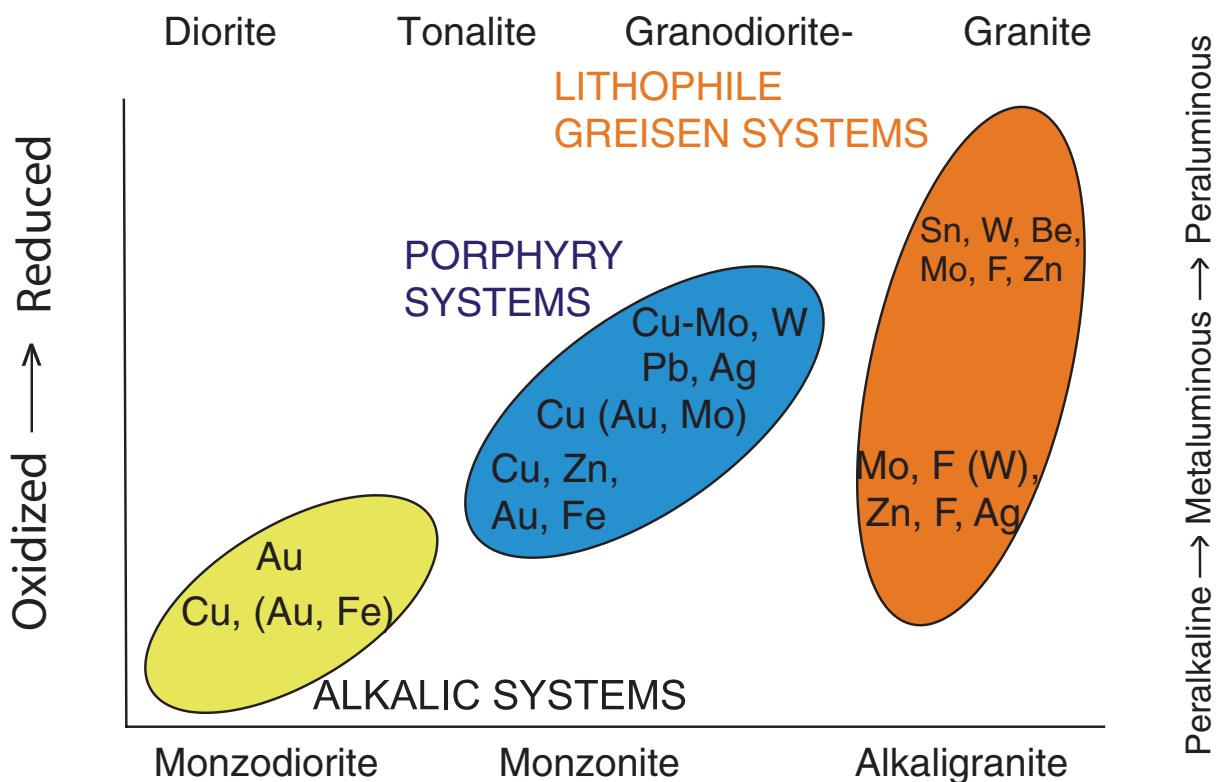 Diorite
Tonalite
Granodiorite-
Granite
LITHOPHILE
GREISEN SYSTEMS
PORPHYRY
SYSTEMS
Sn, W, Be,
Mo, F, Zn
Cu-Mo, W
Pb, Ag
Cu (Au, Mo)
Cu, Zn,
Au, Fe
Mo, F (W),
Zn, F, Ag
Au
Cu, (Au, Fe)
ALKALIC SYSTEMS
Monzodiorite
Monzonite
Alkaligranite
Oxidized → Reduced
Peralkaline → Metaluminous → Peraluminous